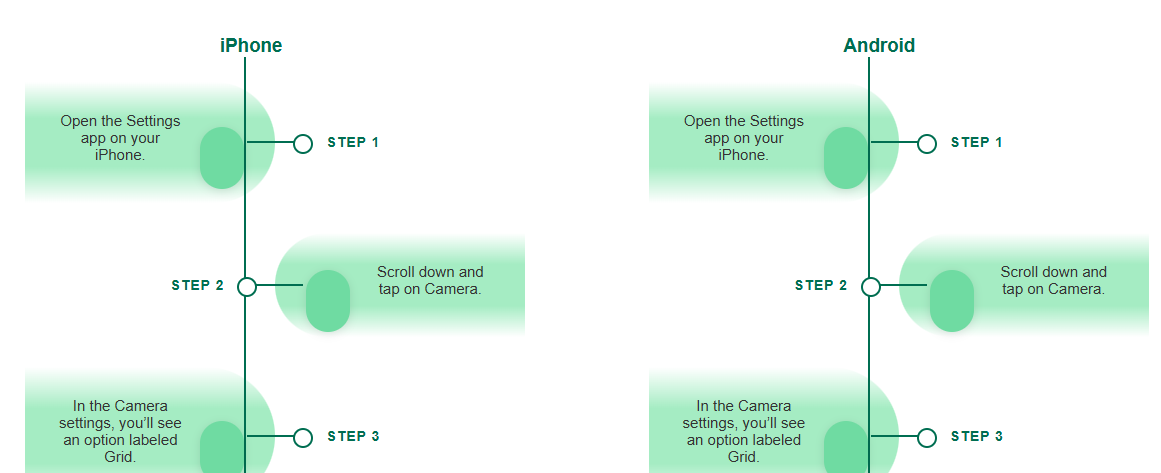 iPhone
Open the Settings
app on your
iPhone.
STEP 1
STEP 2
Scroll down and
tap on Camera.
In the Camera
settings, you’ll see
an option labeled
Grid.
STEP 3
Android
Open the Settings
app on your
iPhone.
STEP 1
STEP 2
Scroll down and
tap on Camera.
In the Camera
settings, you’ll see
an option labeled
Grid.
STEP 3